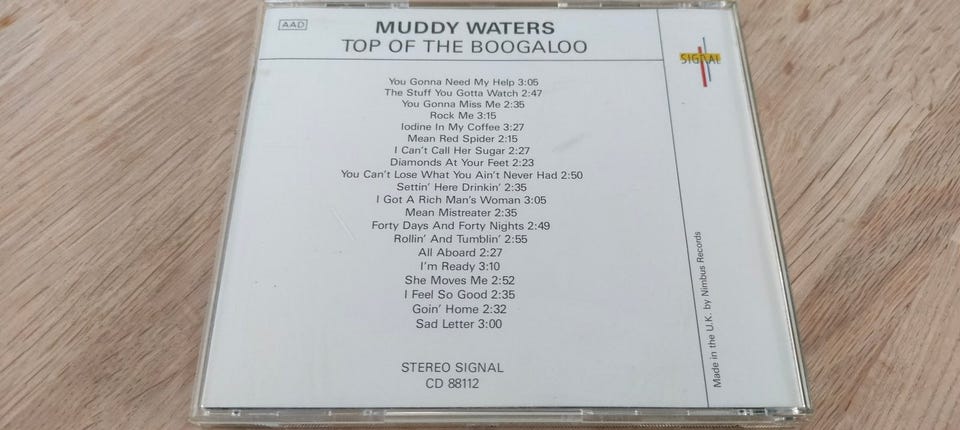 AAD
MUDDY WATERS
TOP OF THE BOOGALOO
SIGNAL
You Gonna Need My Help 3:05
The Stuff You Gotta Watch 2:47
You Gonna Miss Me 2:35
Rock Me 3:15
Iodine In My Coffee 3:27
Mean Red Spider 2:15
I Can't Call Her Sugar 2:27
Diamonds At Your Feet 2:23
You Can't Lose What You Ain't Never Had 2:50
Settin' Here Drinkin' 2:35
I Got A Rich Man's Woman 3:05
Mean Mistreater 2:35
Forty Days And Forty Nights 2:49
Rollin' And Tumblin' 2:55
All Aboard 2:27
I'm Ready 3:10
She Moves Me 2:52
I Feel So Good 2:35
Goin' Home 2:32
Sad Letter 3:00
STEREO SIGNAL
CD 88112
Made in the U.K. by Nimbus Records